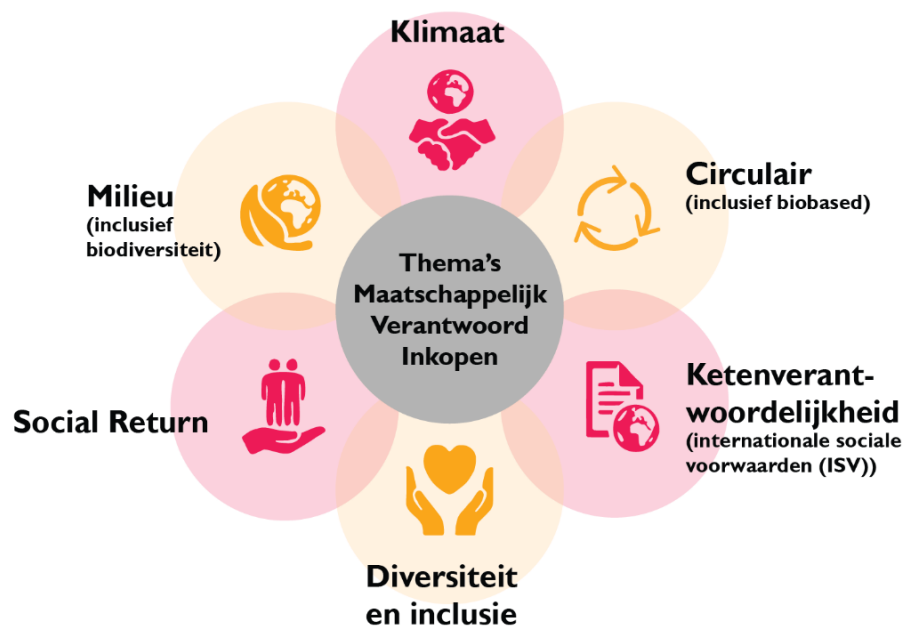 Klimaat
Circulair
(inclusief biobased)
Milieu
(inclusief
biodiversiteit)
Thema's
Maatschappelijk
Verantwoord
Inkopen
Ketenverant-
woordelijkheid
(internationale sociale
voorwaarden (ISV))
Social Return
Diversiteit
en inclusie